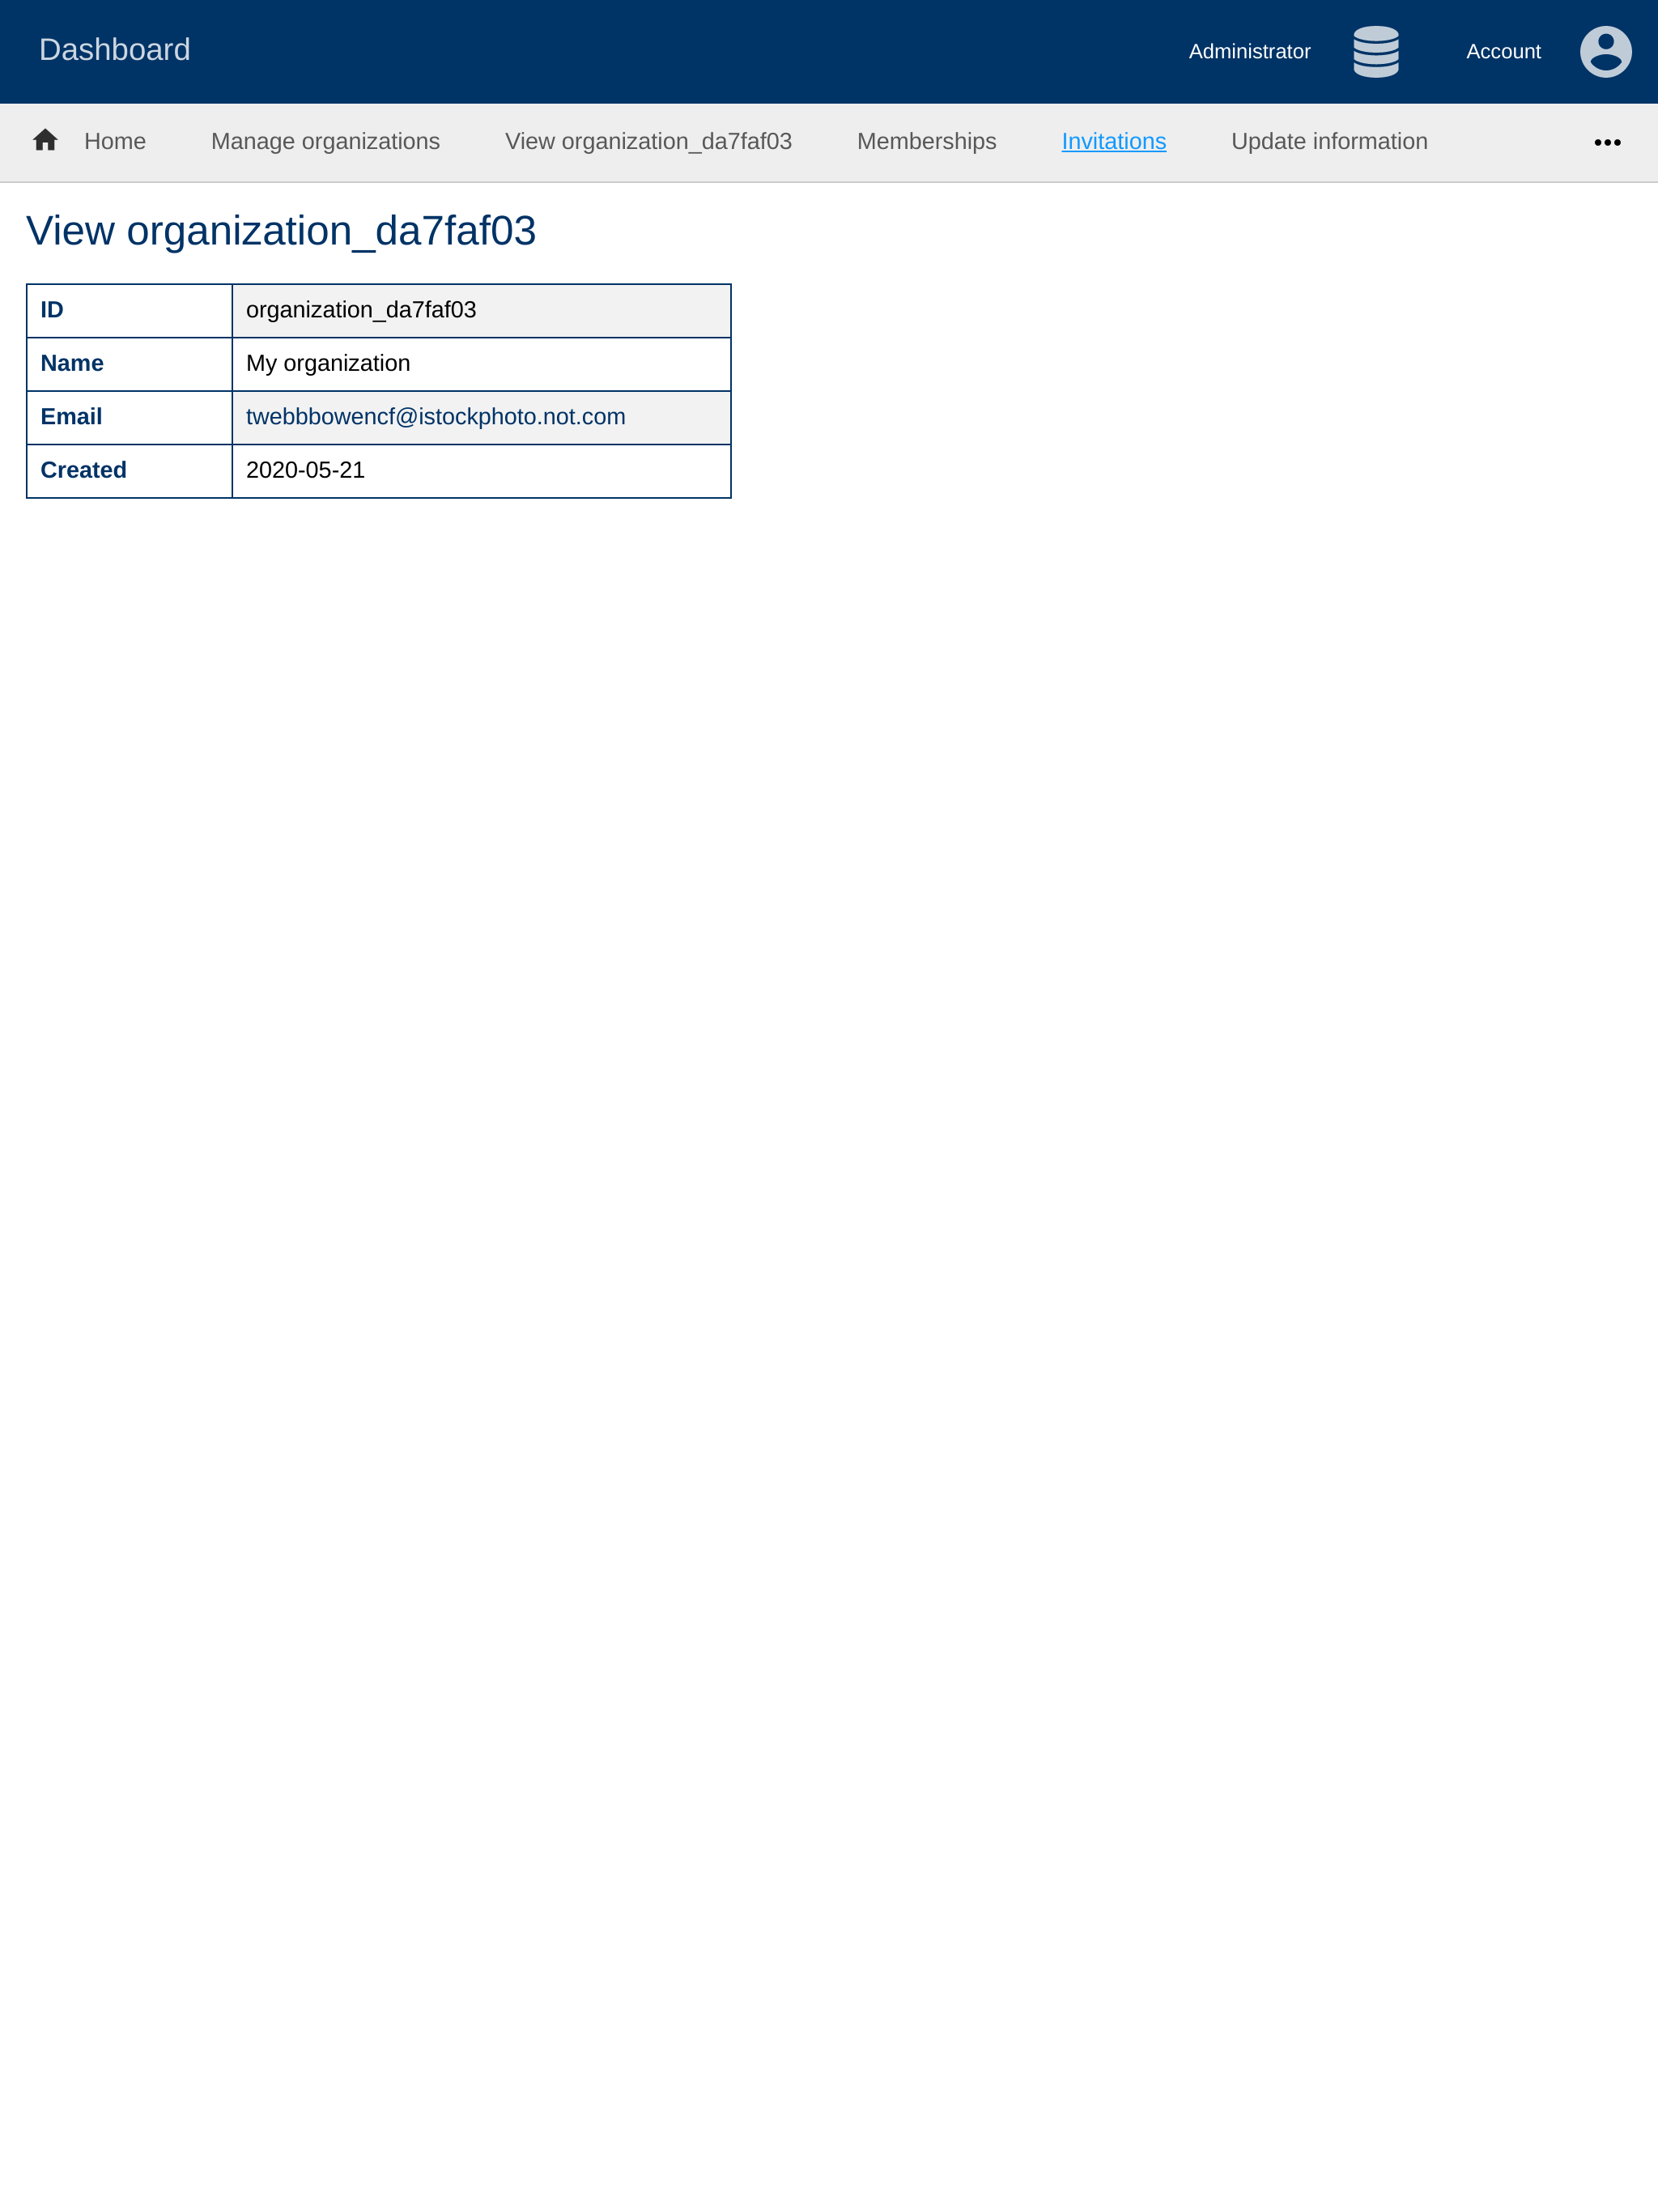 Dashboard Administrator Account
Home Manage organizations View organization_da7faf03 Memberships Invitations Update information
View organization_da7faf03
ID organization_da7faf03
Name My organization
Email twebbbowencf@istockphoto.not.com
Created 2020-05-21